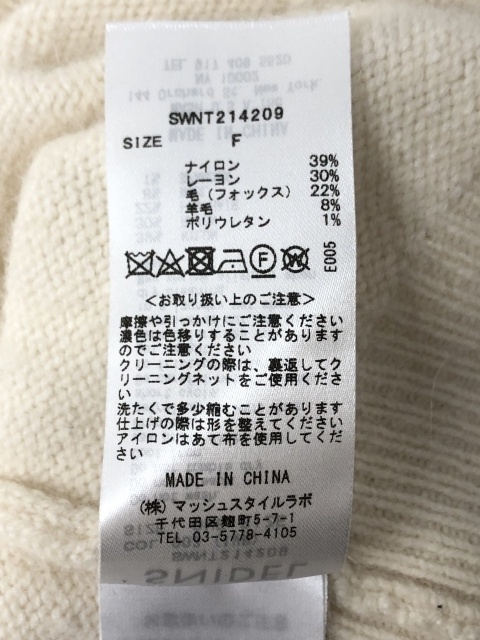 SWNT214209
SIZE F
ナイロン 39%
レーヨン 30%
毛(フォックス) 22%
羊毛 8%
ポリウレタン 1%
F W E005
<お取り扱い上のご注意>
摩擦や引っかけにご注意ください
濃色は色移りすることがあります
のでご注意ください
クリーニングの際は、裏返してク
リーニングネットをご使用くださ
い
洗たくで多少縮むことがあります
仕上げの際は形を整えてください
アイロンはあて布を使用してくだ
さい
MADE IN CHINA
(株)マッシュスタイルラボ
千代田区麹町5-7-1
TEL 03-5778-4105